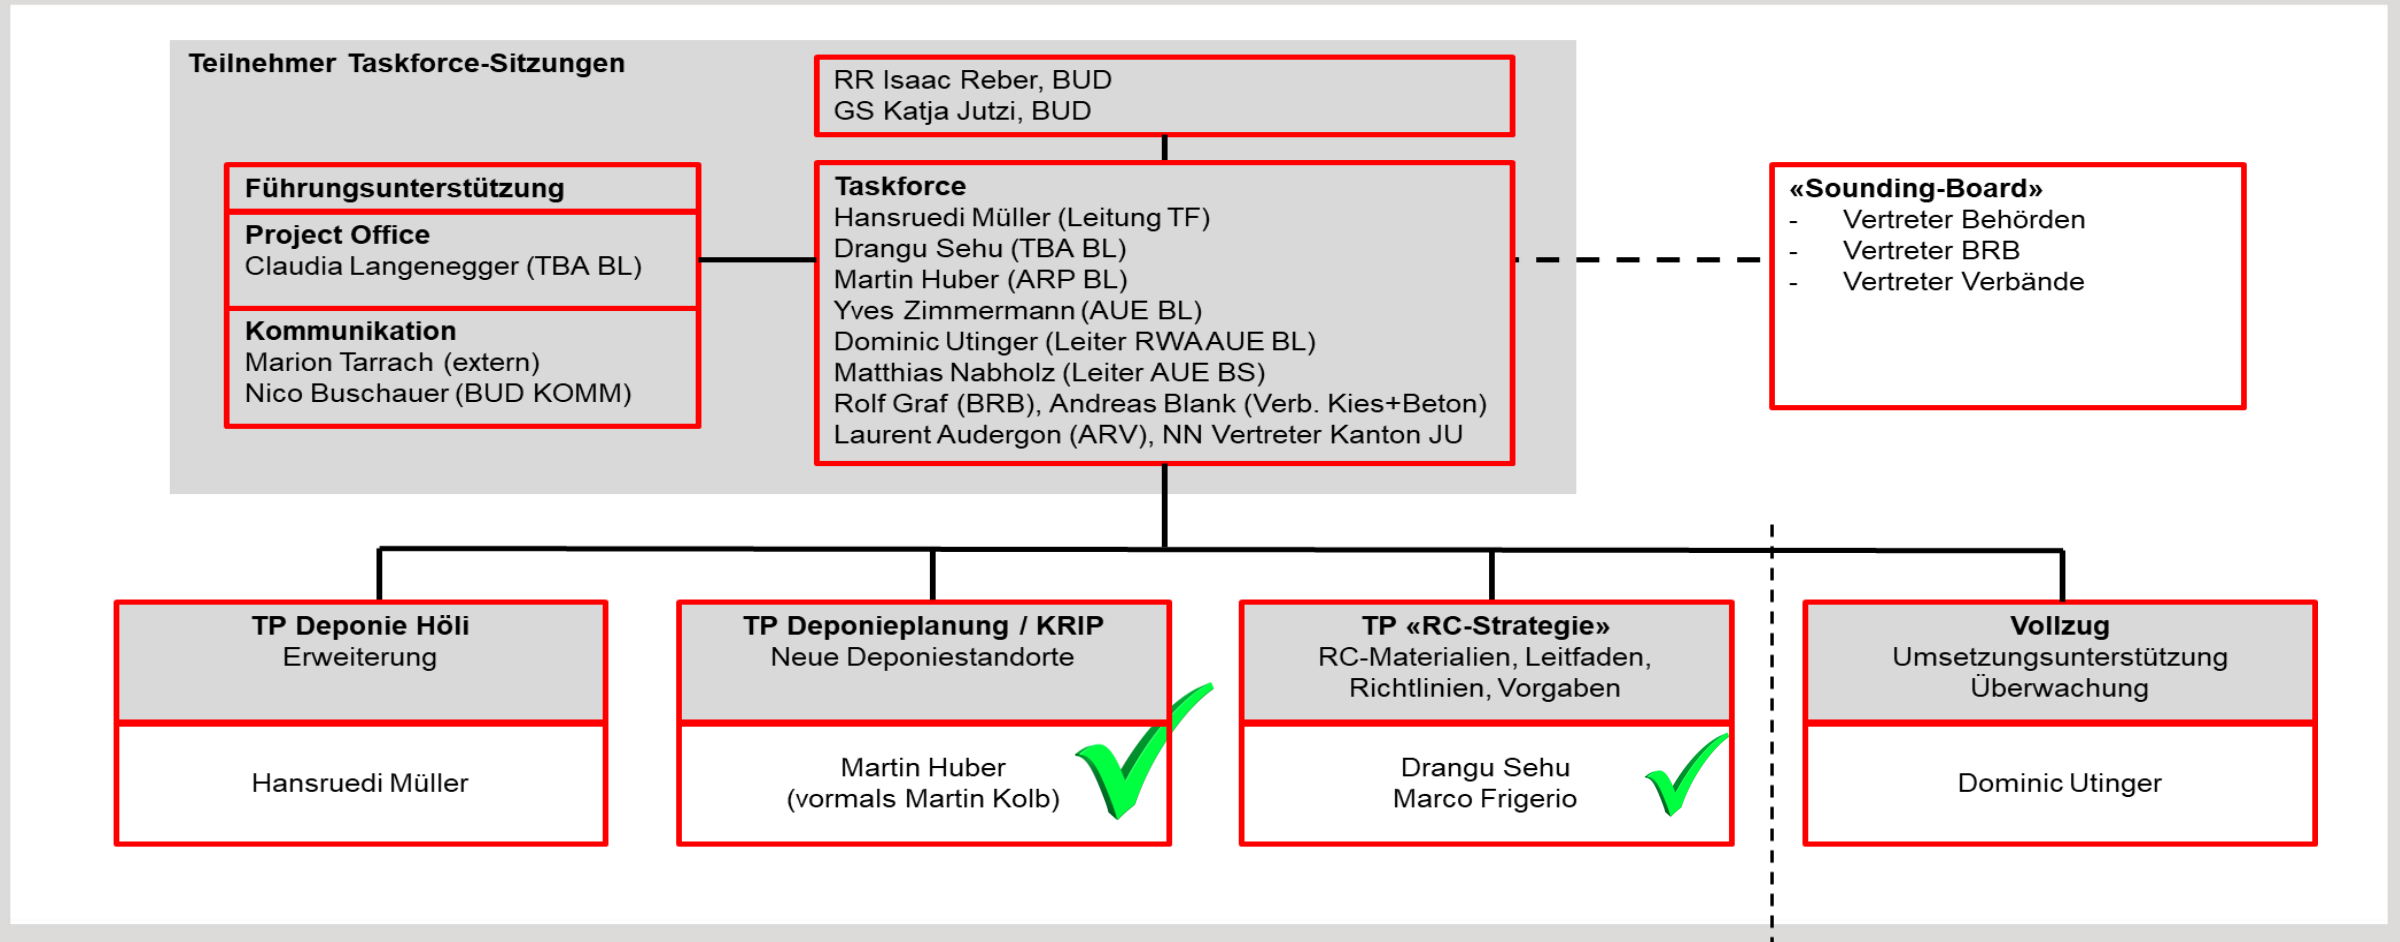 Teilnehmer Taskforce-Sitzungen
RR Isaac Reber, BUD
GS Katja Jutzi, BUD
Führungsunterstützung
Project Office
Claudia Langenegger (TBA BL)
Kommunikation
Marion Tarrach (extern)
Nico Buschauer (BUD KOMM)
Taskforce
Hansruedi Müller (Leitung TF)
Drangu Sehu (TBA BL)
Martin Huber (ARP BL)
Yves Zimmermann (AUE BL)
Dominic Utinger (Leiter RWA AUE BL)
Matthias Nabholz (Leiter AUE BS)
Rolf Graf (BRB), Andreas Blank (Verb. Kies+Beton)
Laurent Audergon (ARV), NN Vertreter Kanton JU
«Sounding-Board»
- Vertreter Behörden
- Vertreter BRB
- Vertreter Verbände
TP Deponie Höli
Erweiterung
Hansruedi Müller
TP Deponieplanung / KRIP
Neue Deponiestandorte
Martin Huber
(vormals Martin Kolb)
TP «RC-Strategie»
RC-Materialien, Leitfaden,
Richtlinien, Vorgaben
Drangu Sehu
Marco Frigerio
Vollzug
Umsetzungsunterstützung
Überwachung
Dominic Utinger